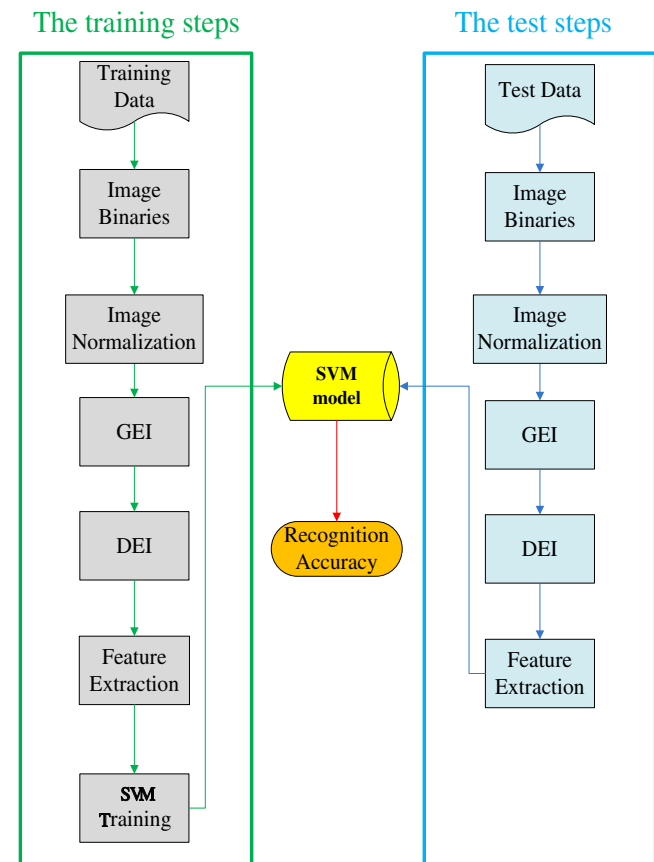 The training steps
Training
Data
Image
Binaries
Image
Normalization
GEI
DEI
Feature
Extraction
SVM
Training
SVM
model
Recognition
Accuracy
The test steps
Test Data
Image
Binaries
Image
Normalization
GEI
DEI
Feature
Extraction